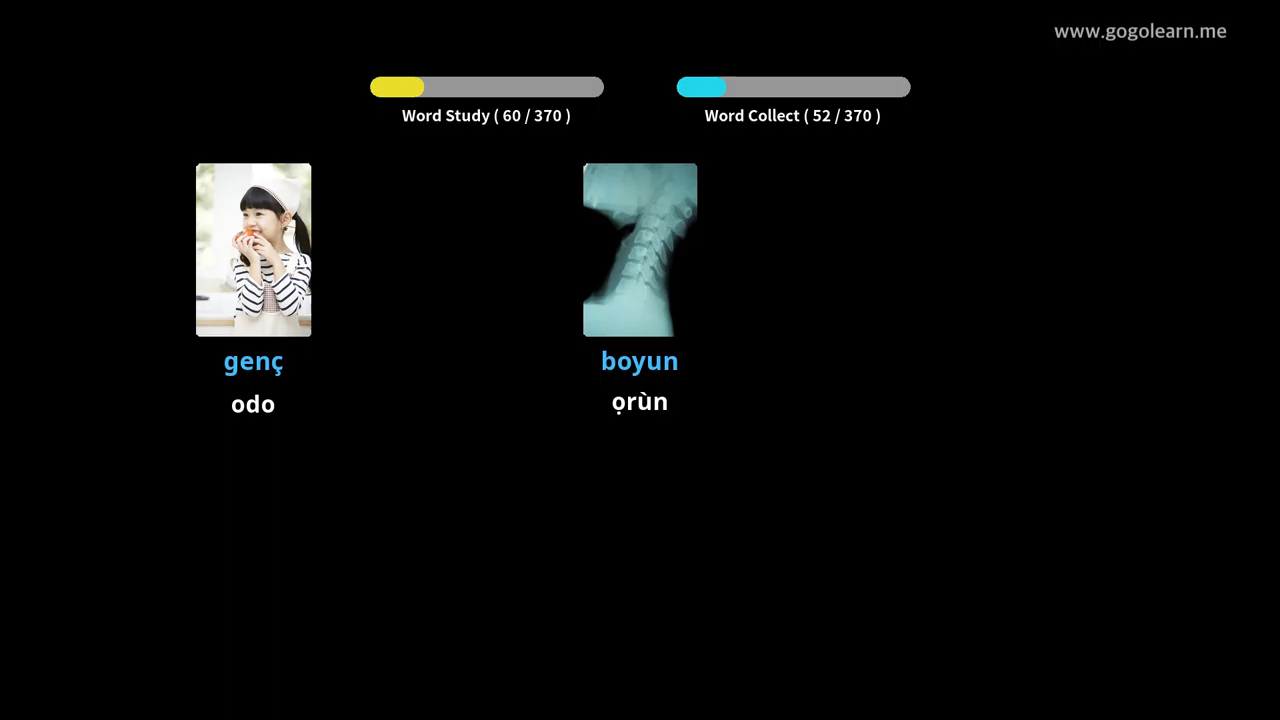 www.gogolearn.me
Word Study ( 60 / 370 )
Word Collect ( 52 / 370 )
genç
odo
boyun
ọrùn